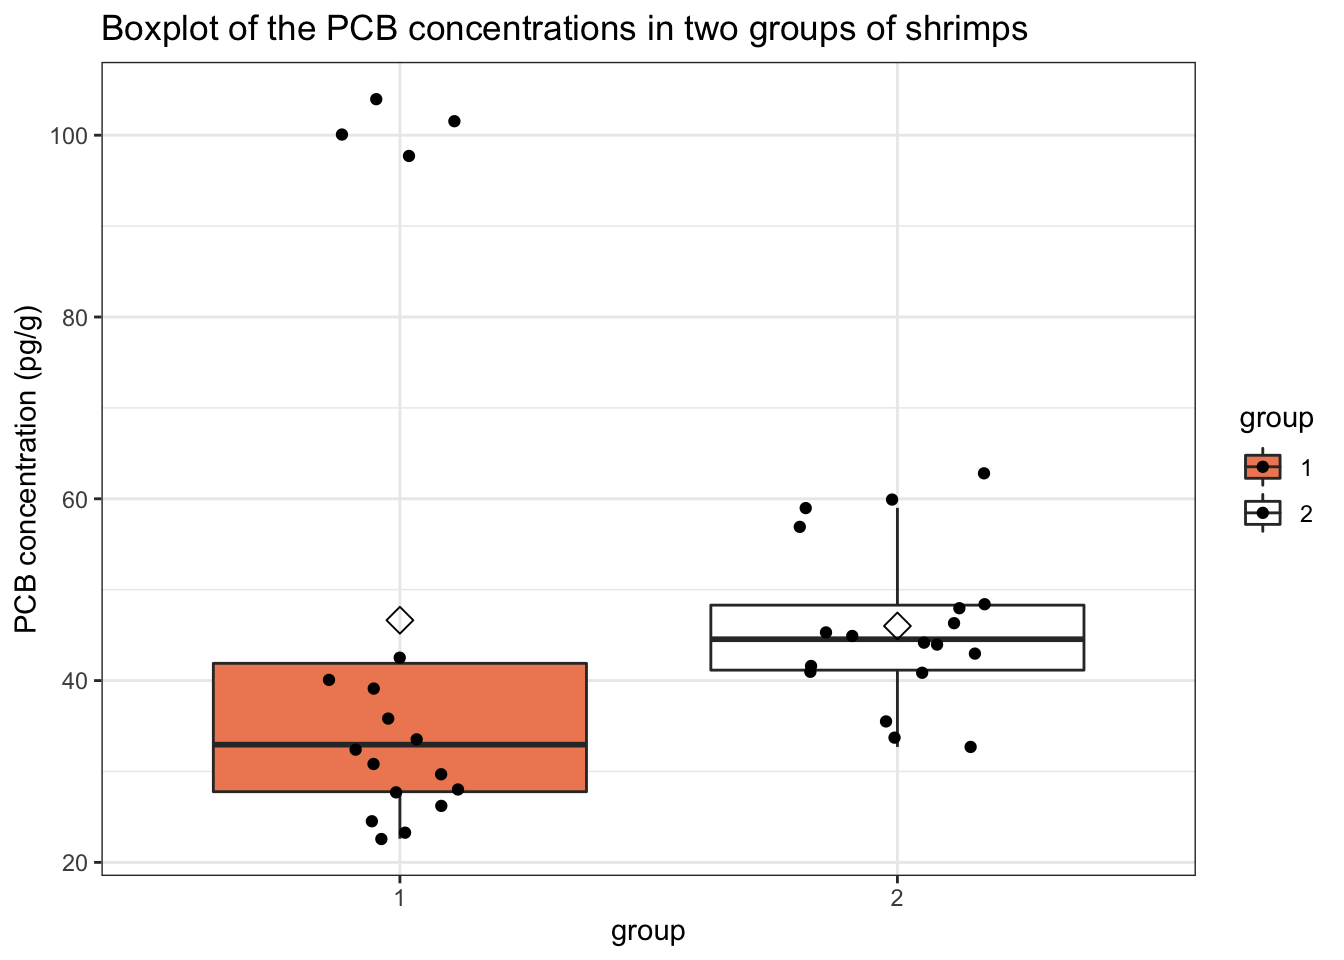 Boxplot of the PCB concentrations in two groups of shrimps
PCB concentration (pg/g)
100
80
60
40
20
1
2
group
group
1
2